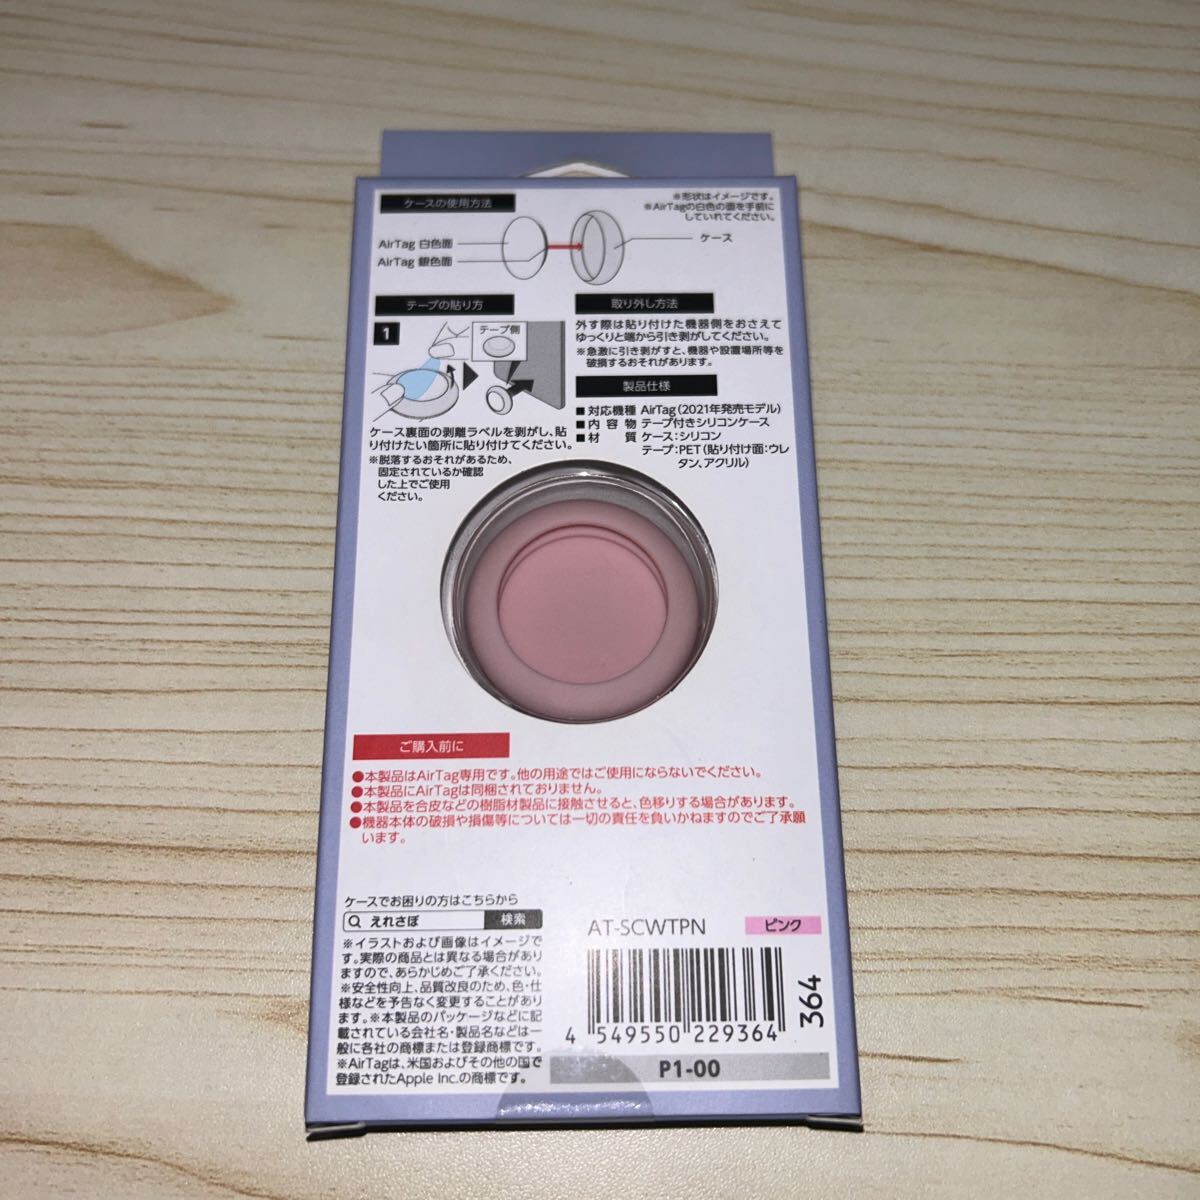 ケースの使用方法
※形状はイメージです。
※AirTagの白色の面を手前に
していれてください。
AirTag 白色面
AirTag 銀色面
ケース
テープの貼り方
1
テープ側
ケース裏面の剥離ラベルを剥がし、貼
り付けたい箇所に貼り付けてください。
※脱落するおそれがあるため、
固定されているか確認
した上でご使用
ください。
取り外し方法
外す際は貼り付けた機器側をおさえて
ゆっくりと端から引き剥がしてください。
※急激に引き剥がすと、機器や設置場所等を
破損するおそれがあります。
製品仕様
■対応機種 AirTag(2021年発売モデル)
■内容物 テープ付きシリコンケース
■材質 ケース:シリコン
テープ:PET(貼り付け面:ウレ
タン、アクリル)
ご購入前に
●本製品はAirTag専用です。他の用途ではご使用にならないでください。
●本製品にAirTagは同梱されておりません。
●本製品を合皮などの樹脂材製品に接触させると、色移りする場合があります。
●機器本体の破損や損傷等については一切の責任を負いかねますのでご了承願
います。
ケースでお困りの方はこちらから
えれさぽ 検索
※イラストおよび画像はイメージで
す。実際の商品とは異なる場合があり
ますので、あらかじめご了承ください。
※安全性向上、品質改良のため、色・仕
様などを予告なく変更することがあり
ます。※本製品のパッケージなどに記
載されている会社名・製品名などは一
般に各社の商標または登録商標です。
※AirTagは、米国およびその他の国で
登録されたApple Inc.の商標です。
AT-SCWTPN
ピンク
4 549550 229364
364
P1-00